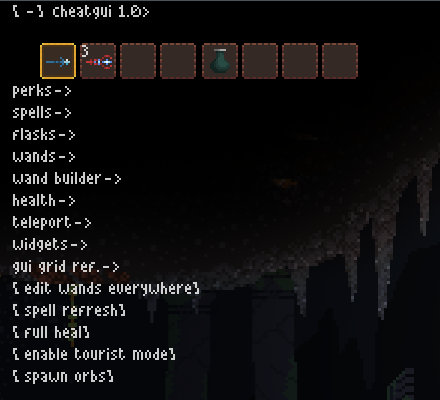 [ - ] cheatgui 1.0>
3
perks->
spells->
flasks->
wands->
wand builder->
health->
teleport->
widgets->
gui grid ref.->
[ edit wands everywhere]
[ spell refresh]
[ full heal]
[ enable tourist mode]
[ spawn orbs]